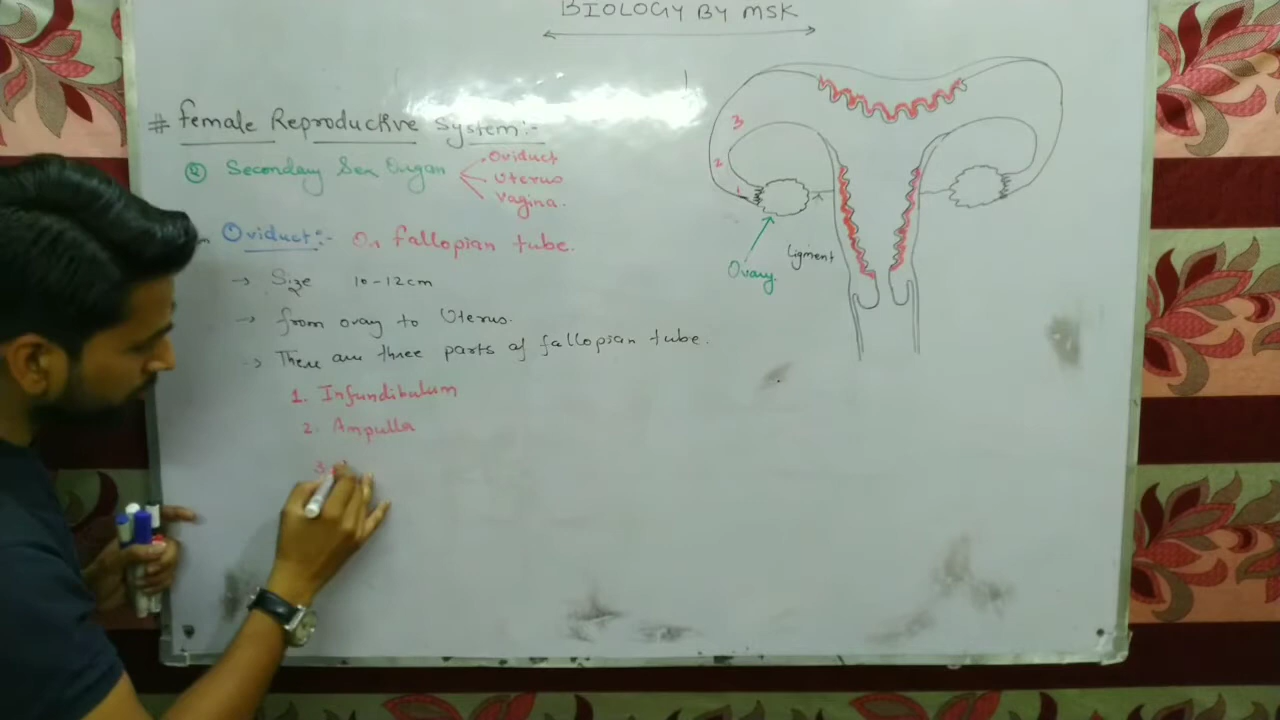 BIOLOGY BY MSK
# Female Reproductive System:-
② Secondary Sex Organ
Oviduct
Uterus
Vagina.
Oviduct:- Or fallopian tube.
→ Size 10-12cm
→ from ovay to Uterus.
→ There are three parts of fallopian tube.
1. Infundibulum
2. Ampulla
3.
3
2
1
Ovary
ligment